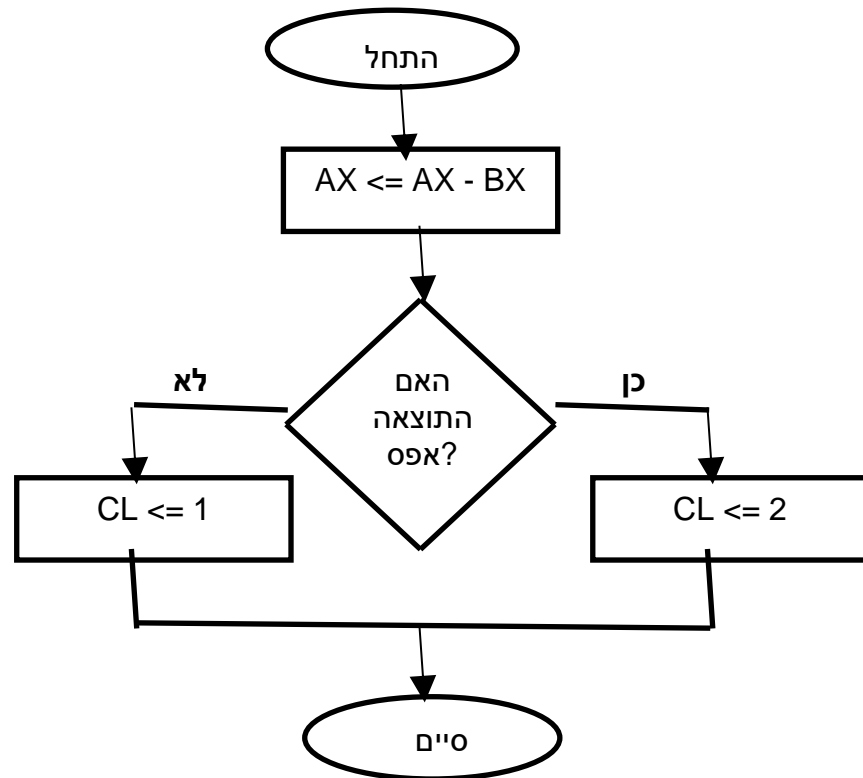 התחל
AX <= AX - BX
האם
התוצאה
אפס?
לא
כן
CL <= 1
CL <= 2
סיים